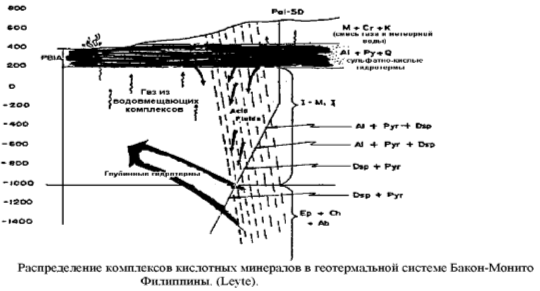 800
600
400
200
0
-200
-400
-600
-800
-1000
-1200
-1400
Pal-SD
PBIA
M + Cr + K
(смесь газа и метеорной
воды)
Al + Py + Q
сульфатно-кислые
гидротермы
Газ из
водовмещающих
комплексов
Acid
Fluids
I - M, I
Al + Pyr + Dsp
Al + Pyr + Dsp
Dsp + Pyr
Глубинные гидротермы
Dsp + Pyr
Ep + Ch
+ Ab
Распределение комплексов кислотных минералов в геотермальной системе Бакон-Монито
Филиппины. (Leyte).